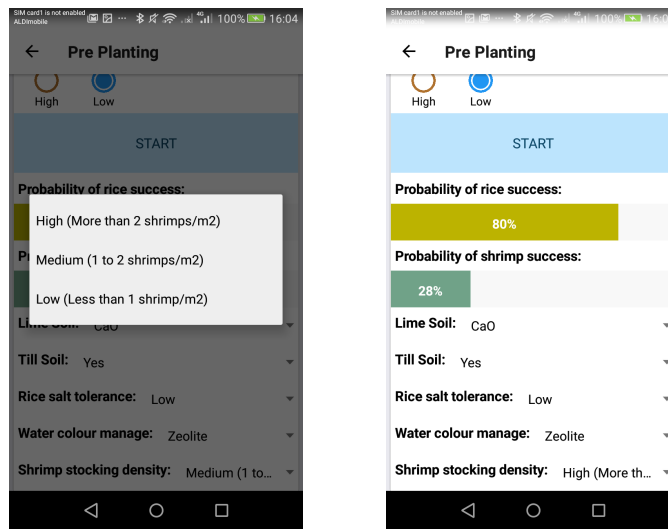 SIM card1 is not enabled
ALDImobile
4G
100%
16:04
Pre Planting
High Low
START
Probability of rice success:
High (More than 2 shrimps/m2)
Medium (1 to 2 shrimps/m2)
Low (Less than 1 shrimp/m2)
Lime Soil: CaO
Till Soil: Yes
Rice salt tolerance: Low
Water colour manage: Zeolite
Shrimp stocking density: Medium (1 to...
SIM card1 is not enabled
ALDImobile
4G
100%
Pre Planting
High Low
START
Probability of rice success:
80%
Probability of shrimp success:
28%
Lime Soil: CaO
Till Soil: Yes
Rice salt tolerance: Low
Water colour manage: Zeolite
Shrimp stocking density: High (More th...